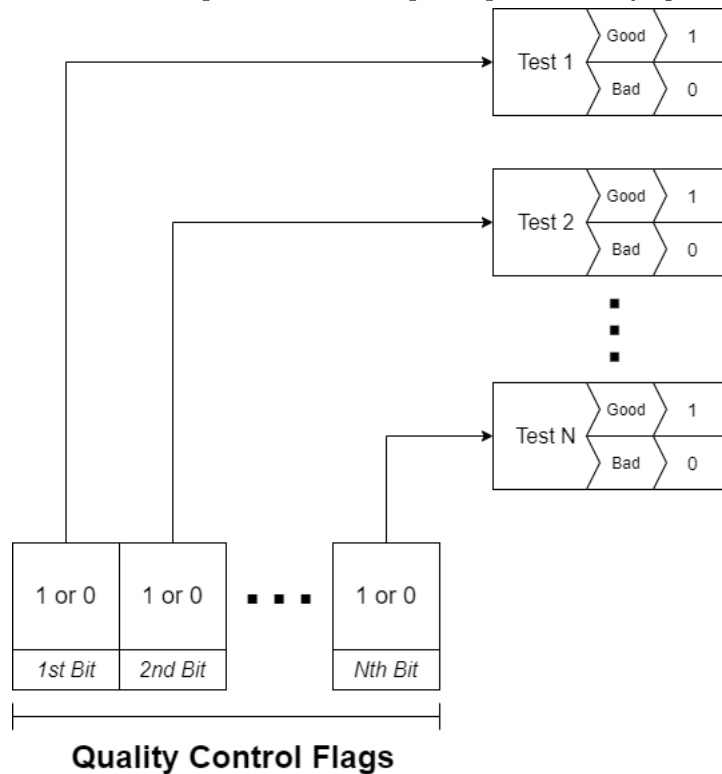 Test 1
Good
1
Bad
0
Test 2
Good
1
Bad
0
Test N
Good
1
Bad
0
1 or 0
1 or 0
1 or 0
1st Bit
2nd Bit
Nth Bit
Quality Control Flags